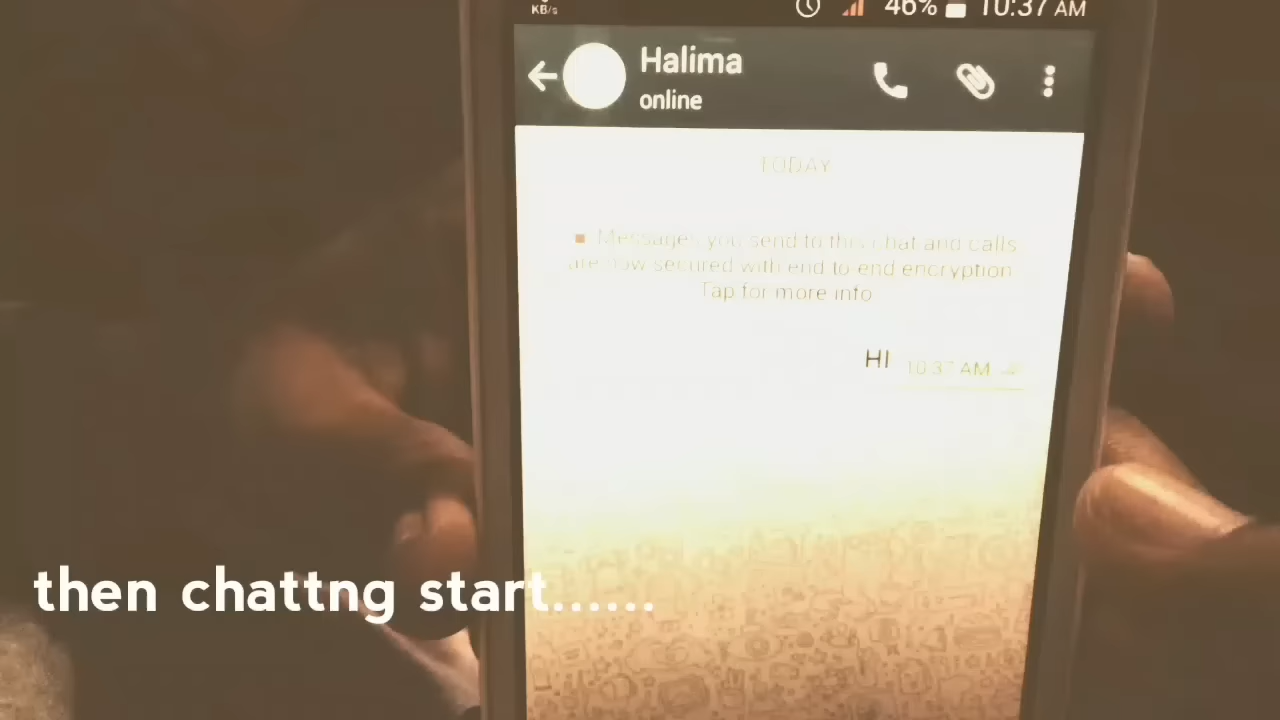 KB/s
46%
10:37 AM
Halima
online
TODAY
Messages you send to this chat and calls
are now secured with end to end encryption
Tap for more info
HI
10:37 AM
then chattng start......